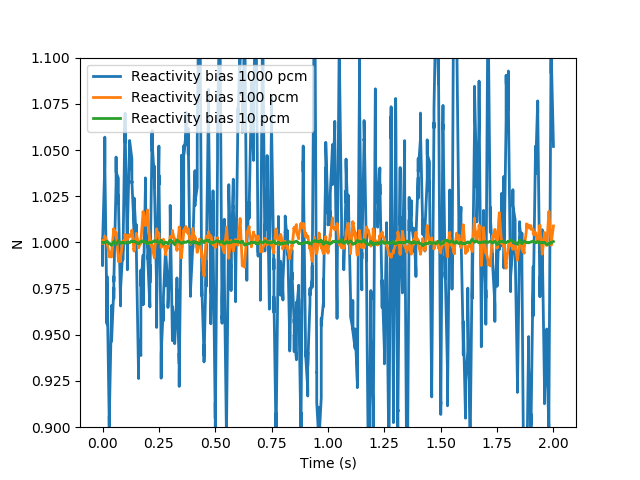 1.100
1.075
1.050
1.025
1.000
0.975
0.950
0.925
0.900
N
Reactivity bias 1000 pcm
Reactivity bias 100 pcm
Reactivity bias 10 pcm
0.00 0.25 0.50 0.75 1.00 1.25 1.50 1.75 2.00
Time (s)